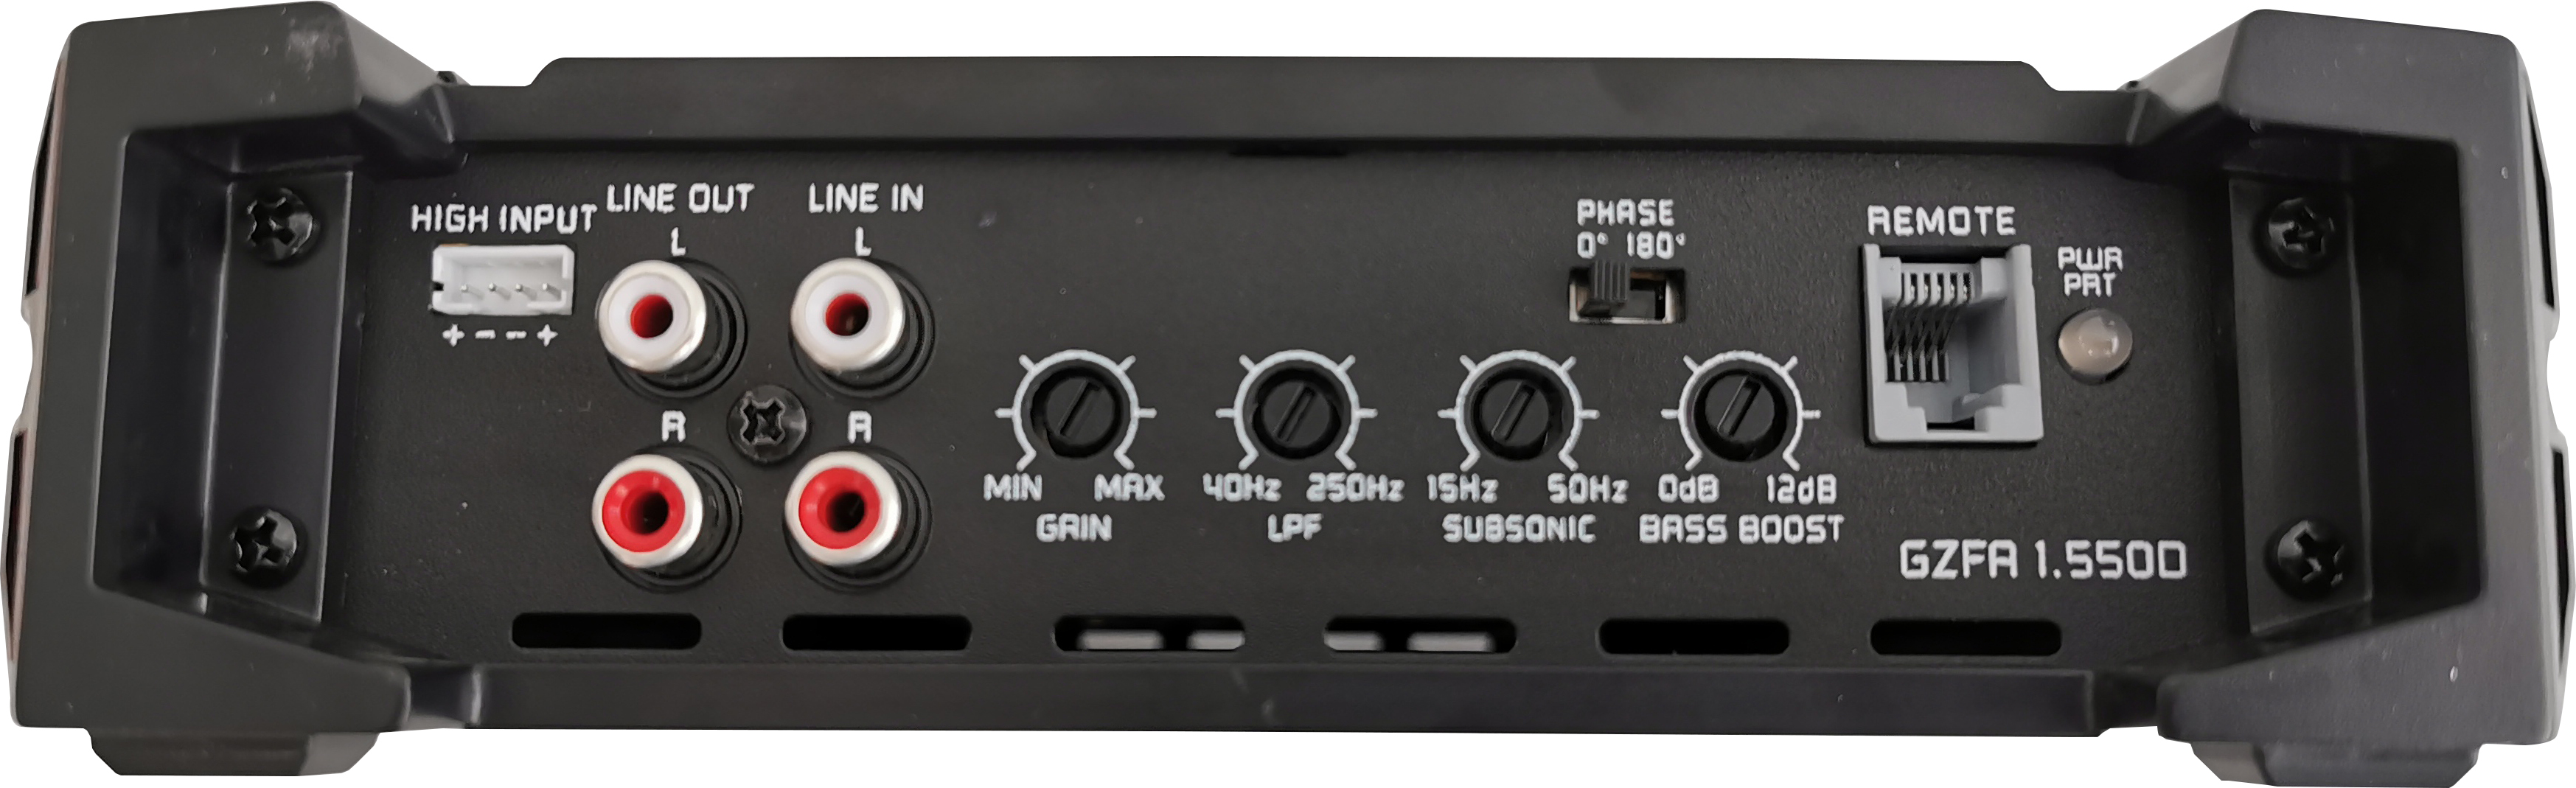 HIGH INPUT
+ - - +
LINE OUT
L
R
LINE IN
L
R
MIN MAX
GAIN
40Hz 250Hz
LPF
15Hz 50Hz
SUBSONIC
PHASE
0° 180°
0dB 12dB
BASS BOOST
REMOTE
PWR
PRT
GZFA 1.550D